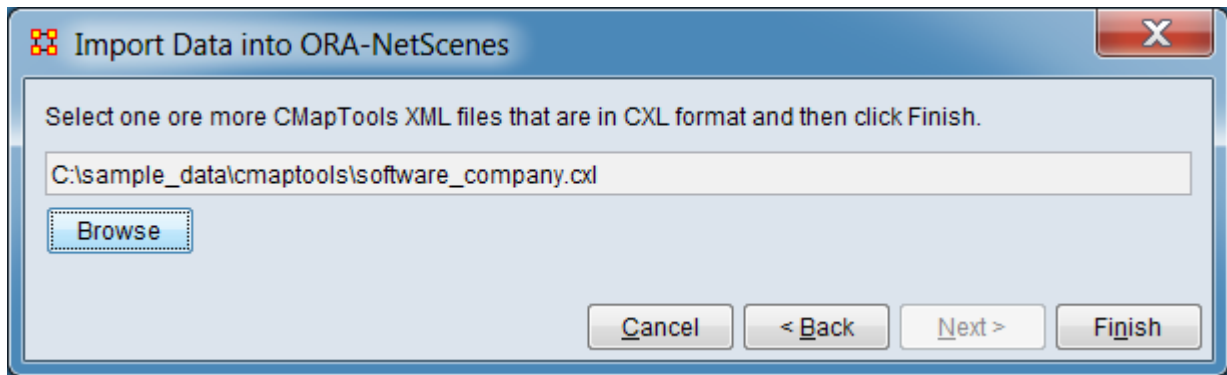 Import Data into ORA-NetScenes
Select one ore more CMapTools XML files that are in CXL format and then click Finish.
C:\sample_data\cmaptools\software_company.cxl
Browse
Cancel < Back Next > Finish